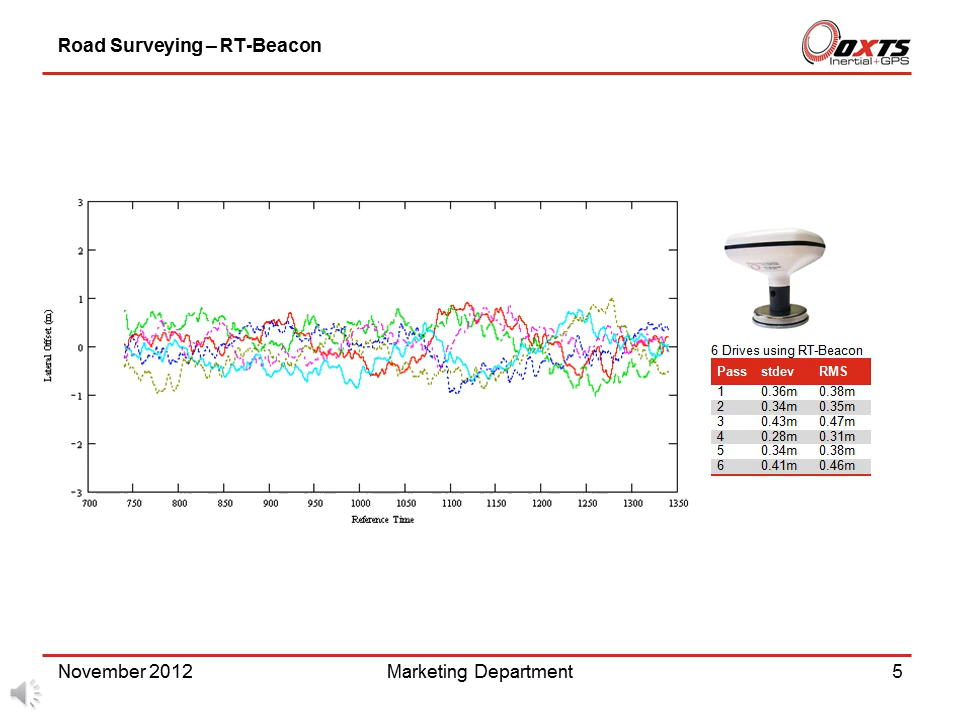 Road Surveying – RT-Beacon
OXTS
Inertial+GPS
3
2
1
0
-1
-2
-3
Lateral Offset (m)
700 750 800 850 900 950 1000 1050 1100 1150 1200 1250 1300 1350
Reference Time
6 Drives using RT-Beacon
Pass stdev RMS
1 0.36m 0.38m
2 0.34m 0.35m
3 0.43m 0.47m
4 0.28m 0.31m
5 0.34m 0.38m
6 0.41m 0.46m
November 2012 Marketing Department 5